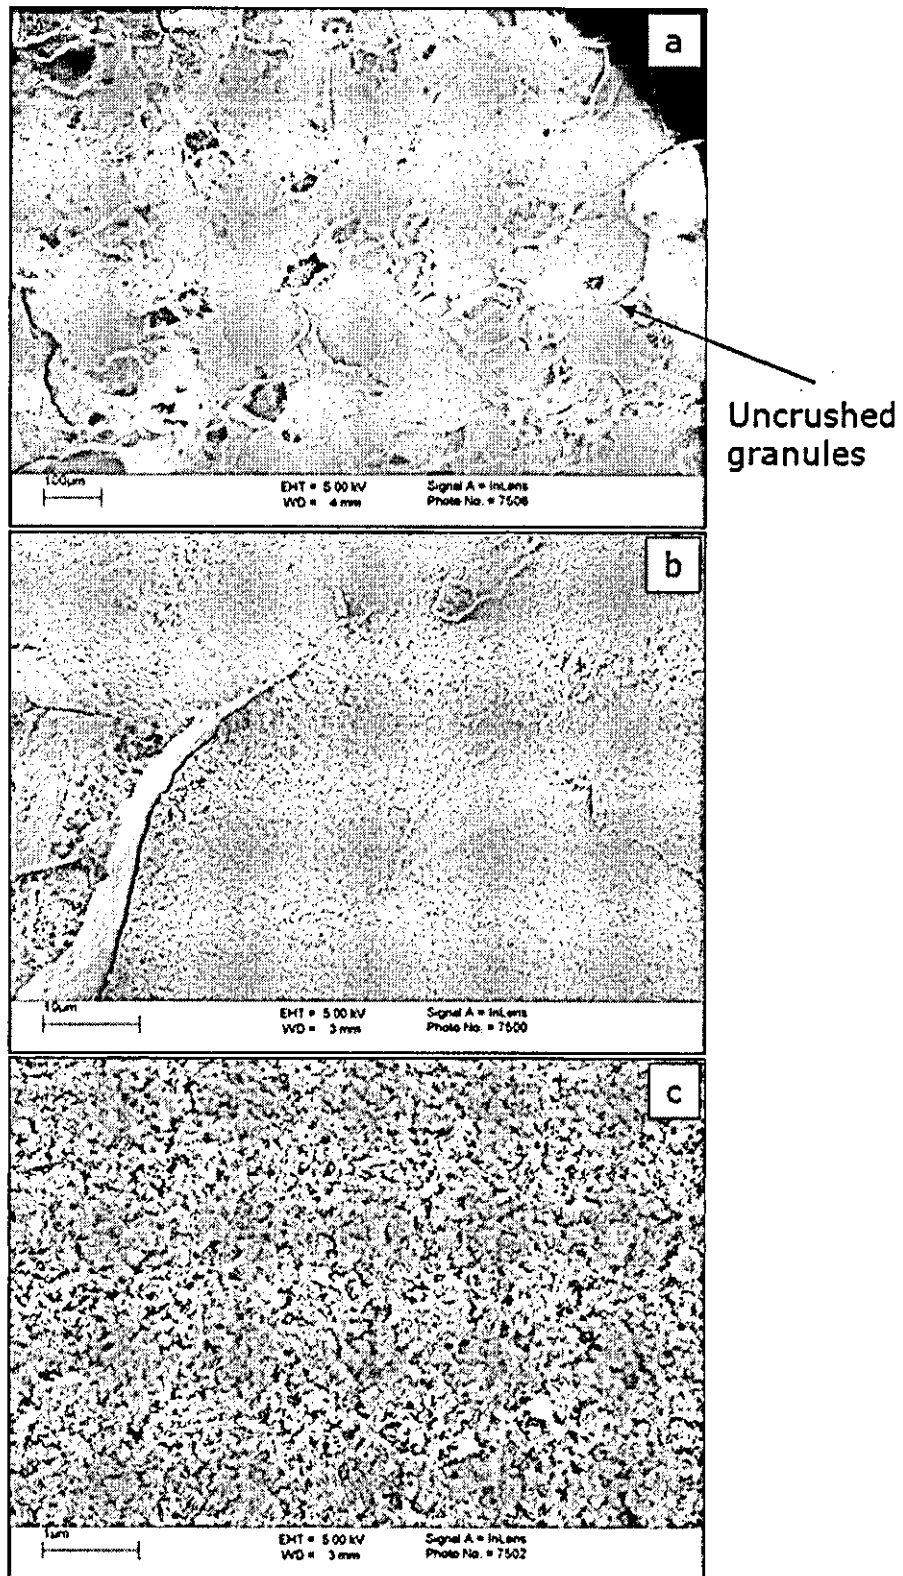 a
Uncrushed
granules
100µm
EHT = 5.00 kV
Signal A = InLens
WD = 4 mm
Photo No. = 7506
b
10µm
EHT = 5.00 kV
Signal A = InLens
WD = 3 mm
Photo No. = 7500
c
1µm
EHT = 5.00 kV
Signal A = InLens
WD = 3 mm
Photo No. = 7502